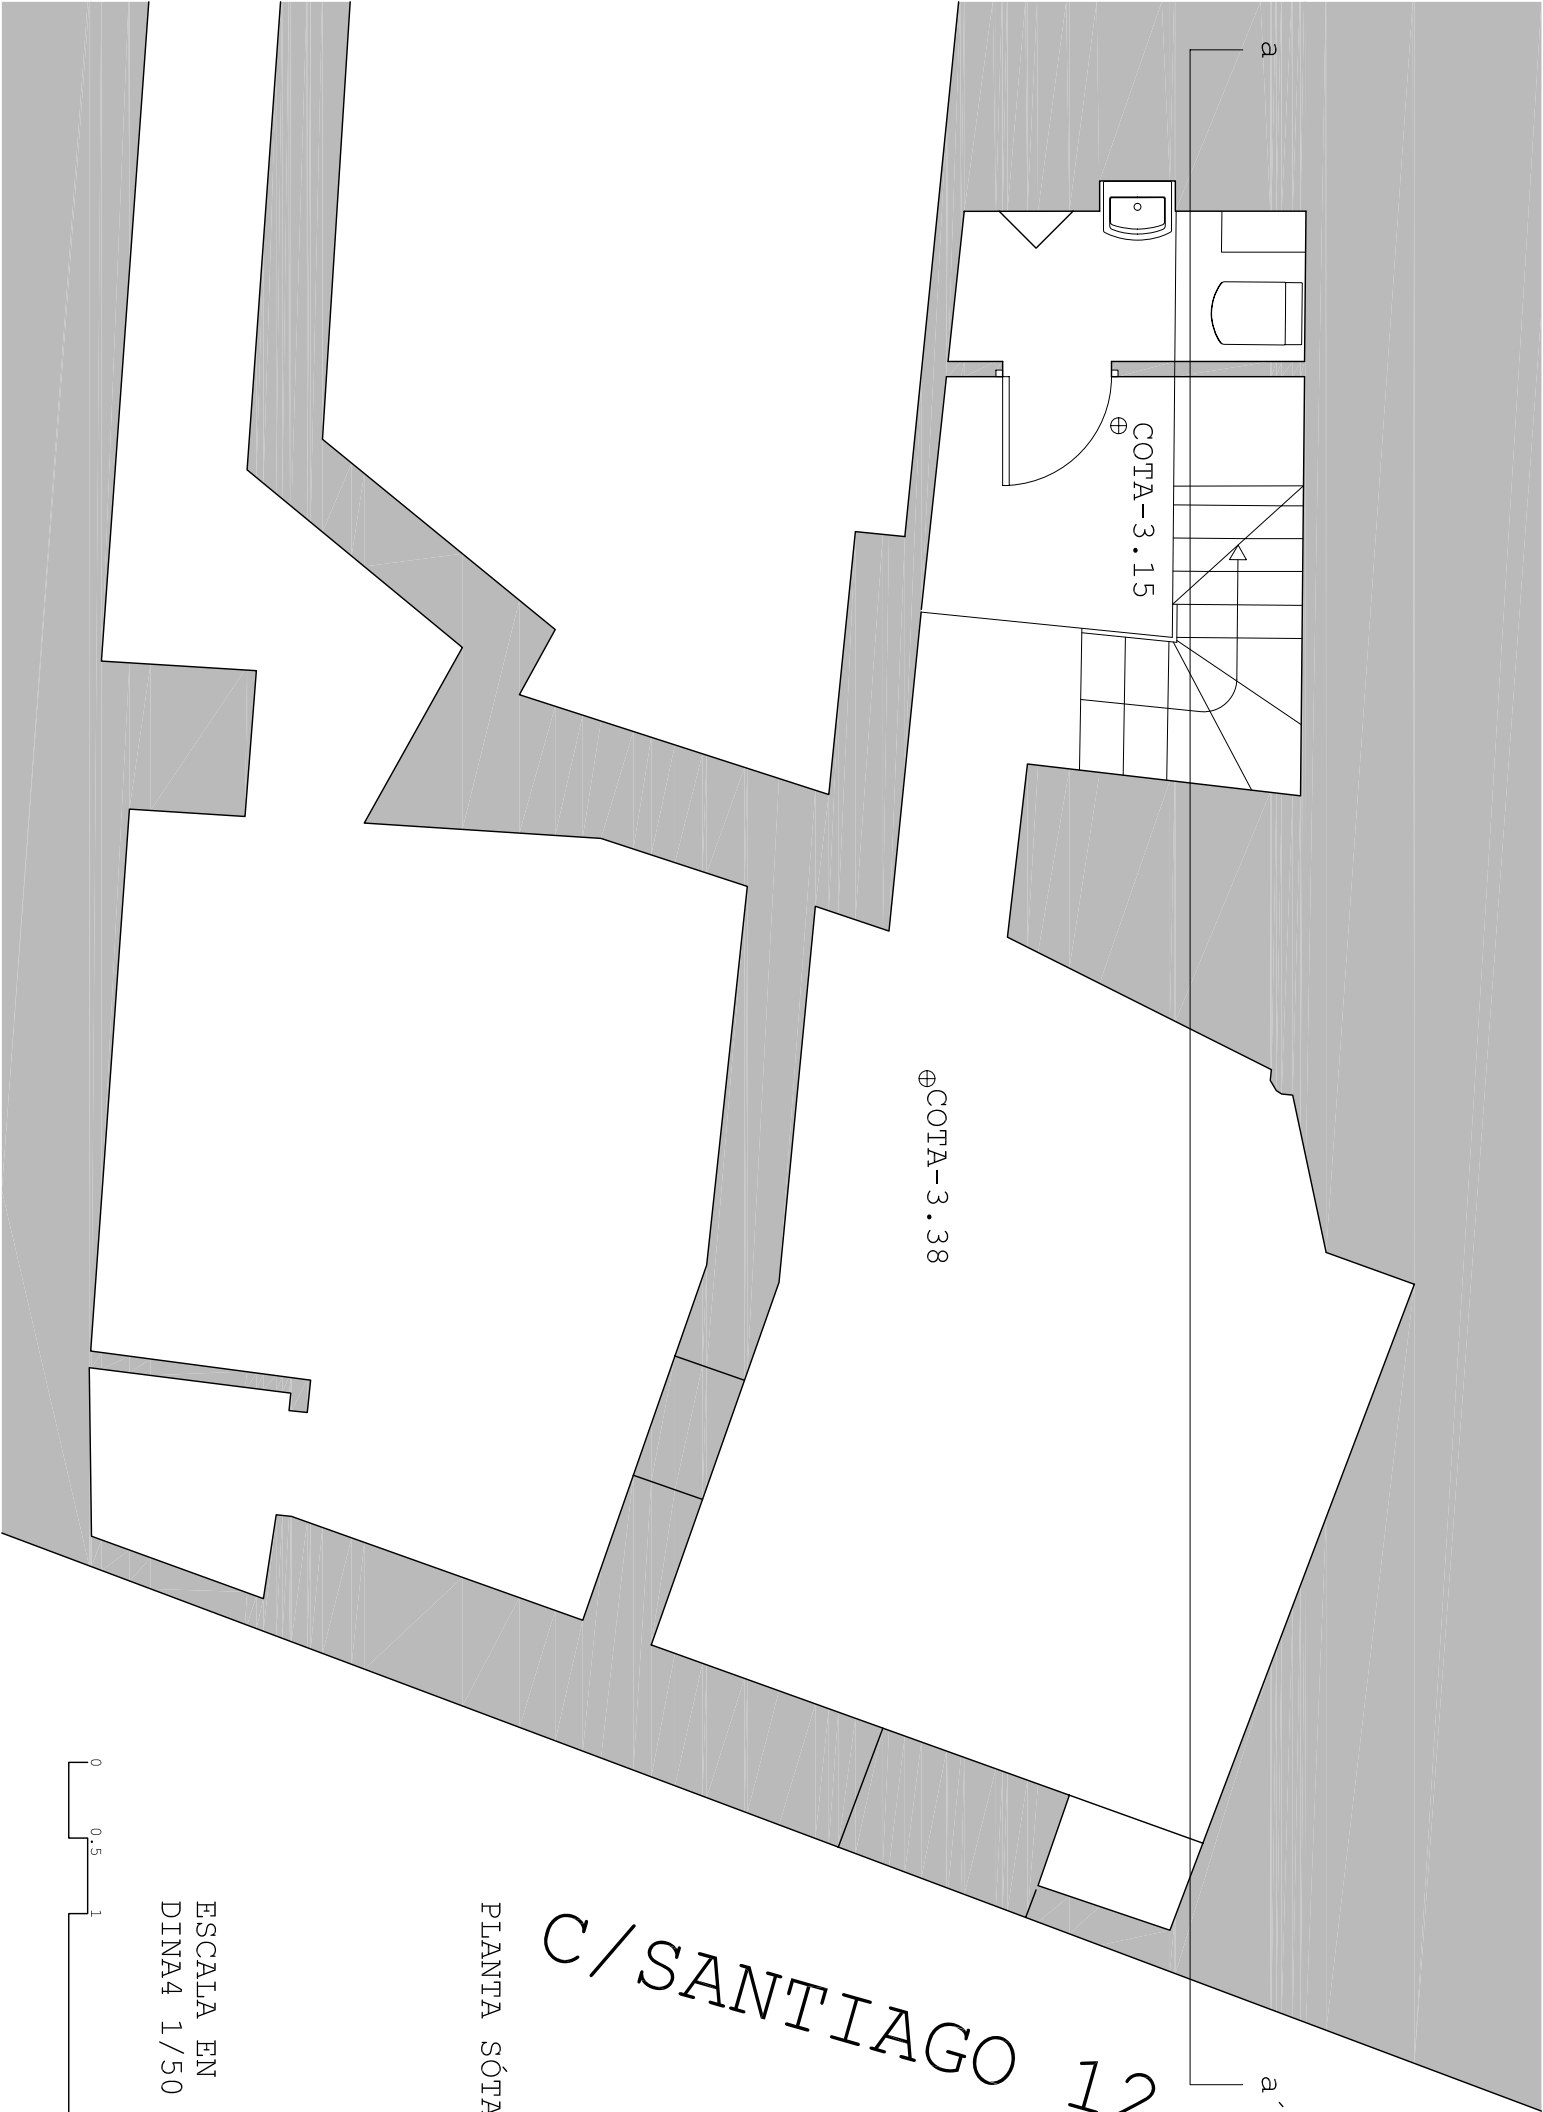 a
COTA-3.15
COTA-3.38
C/SANTIAGO 12
a´
PLANTA SÓTA
ESCALA EN
DINA4 1/50
0
0.5
1